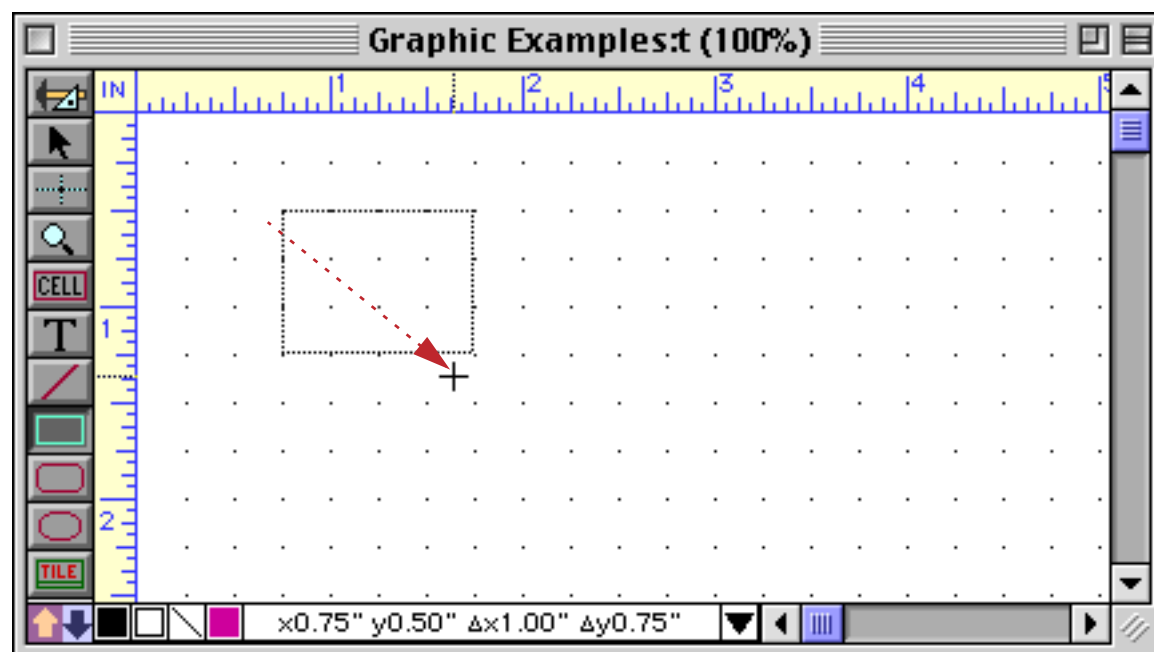 Graphic Examples:t (100%)
IN 1 2 3 4 5
CELL
T
1
2
TILE
x0.75" y0.50" Δx1.00" Δy0.75"